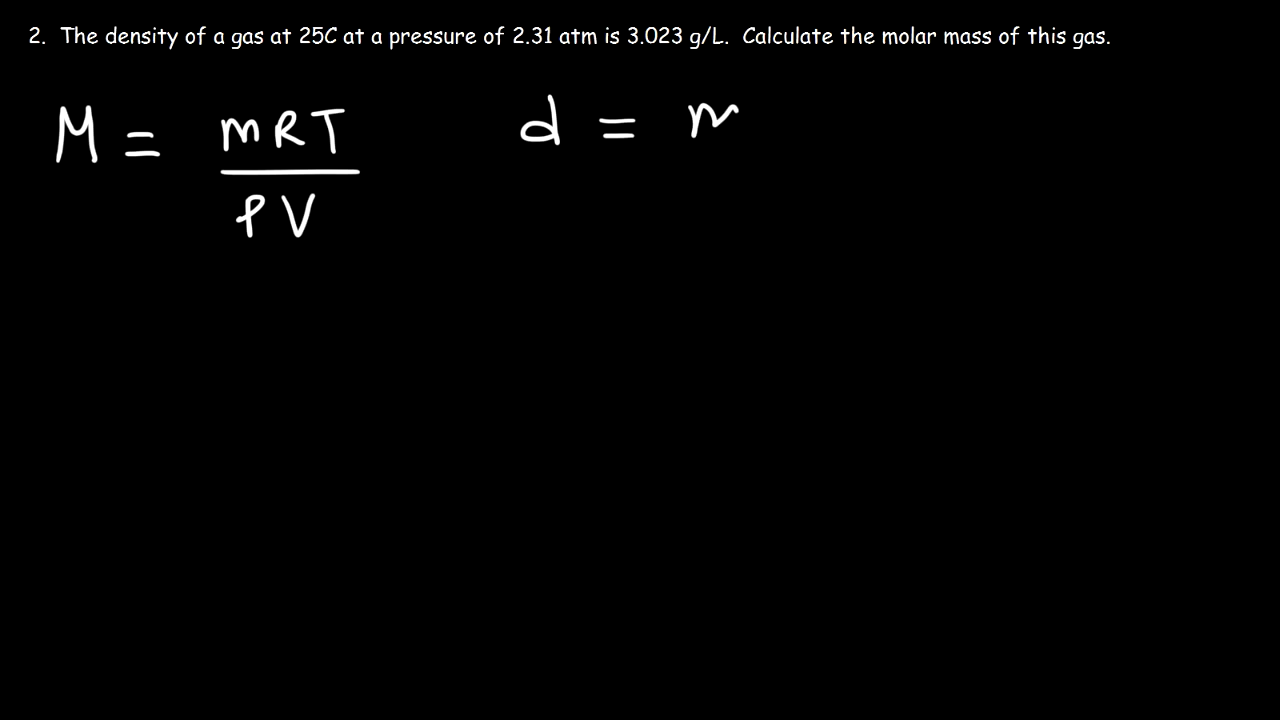 2. The density of a gas at 25C at a pressure of 2.31 atm is 3.023 g/L. Calculate the molar mass of this gas.
M = mRT / PV
d = m